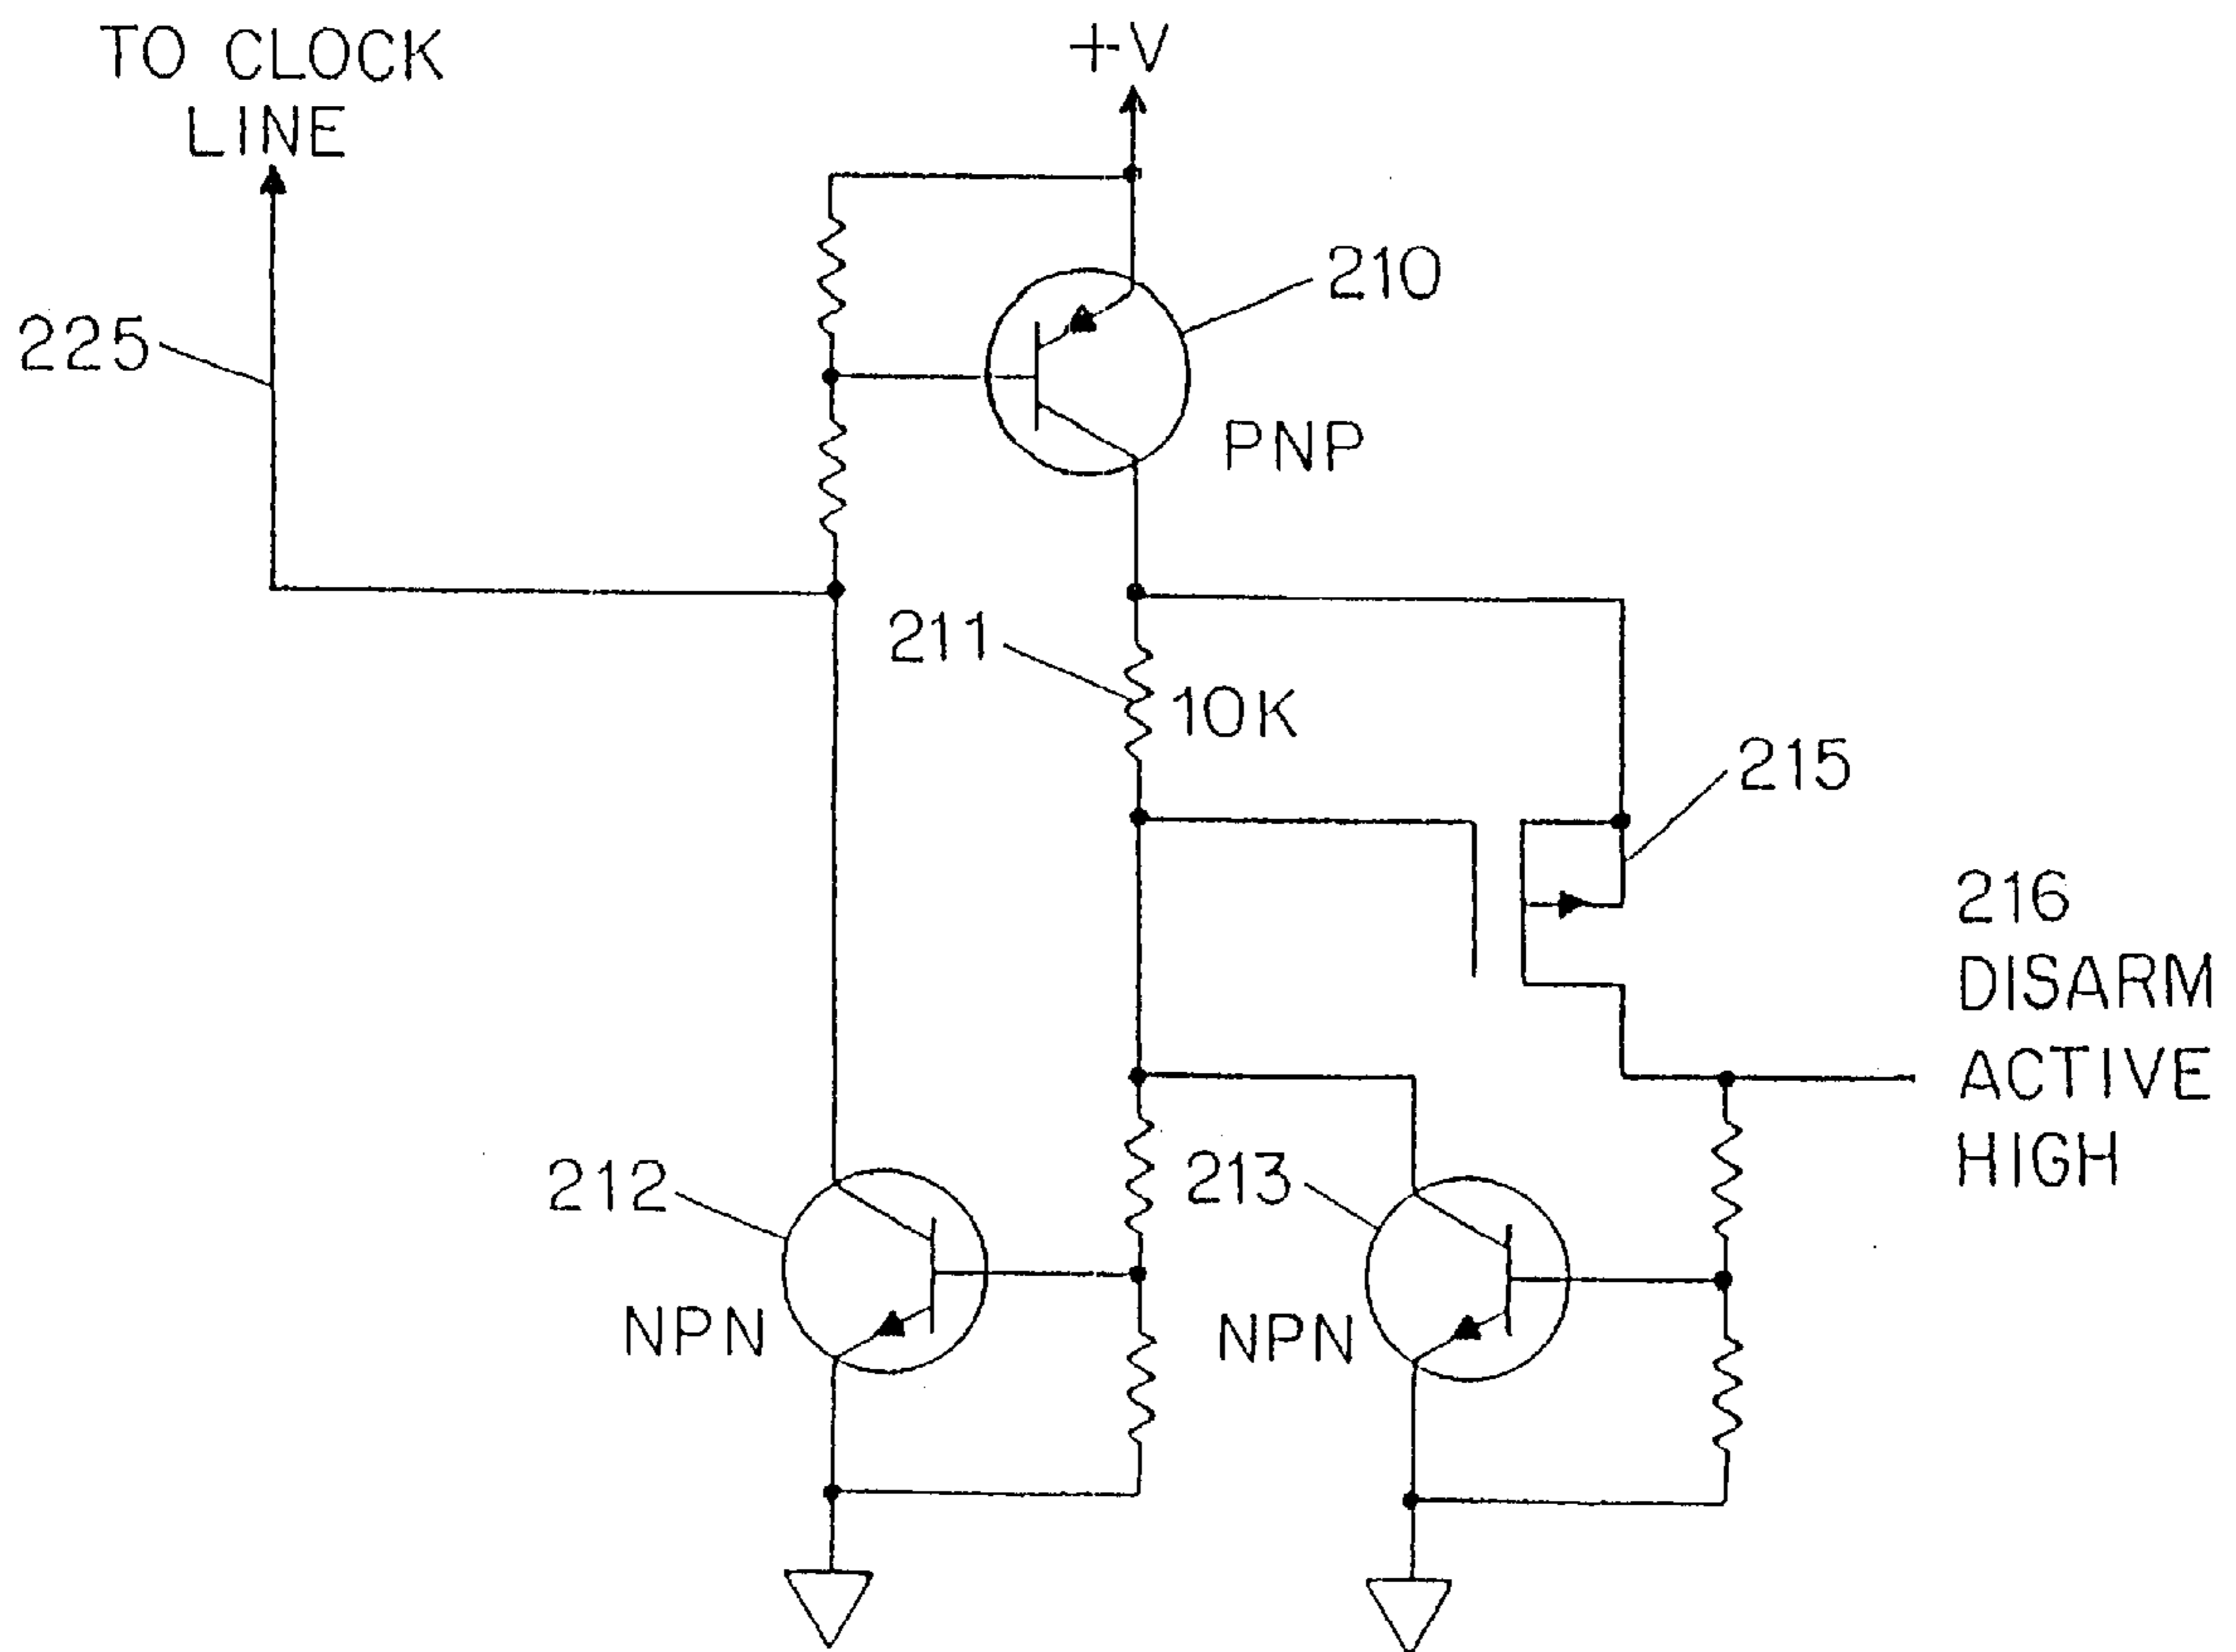 TO CLOCK
LINE
+V
210
225
PNP
211
10K
215
216
DISARM
ACTIVE
HIGH
212
213
NPN
NPN